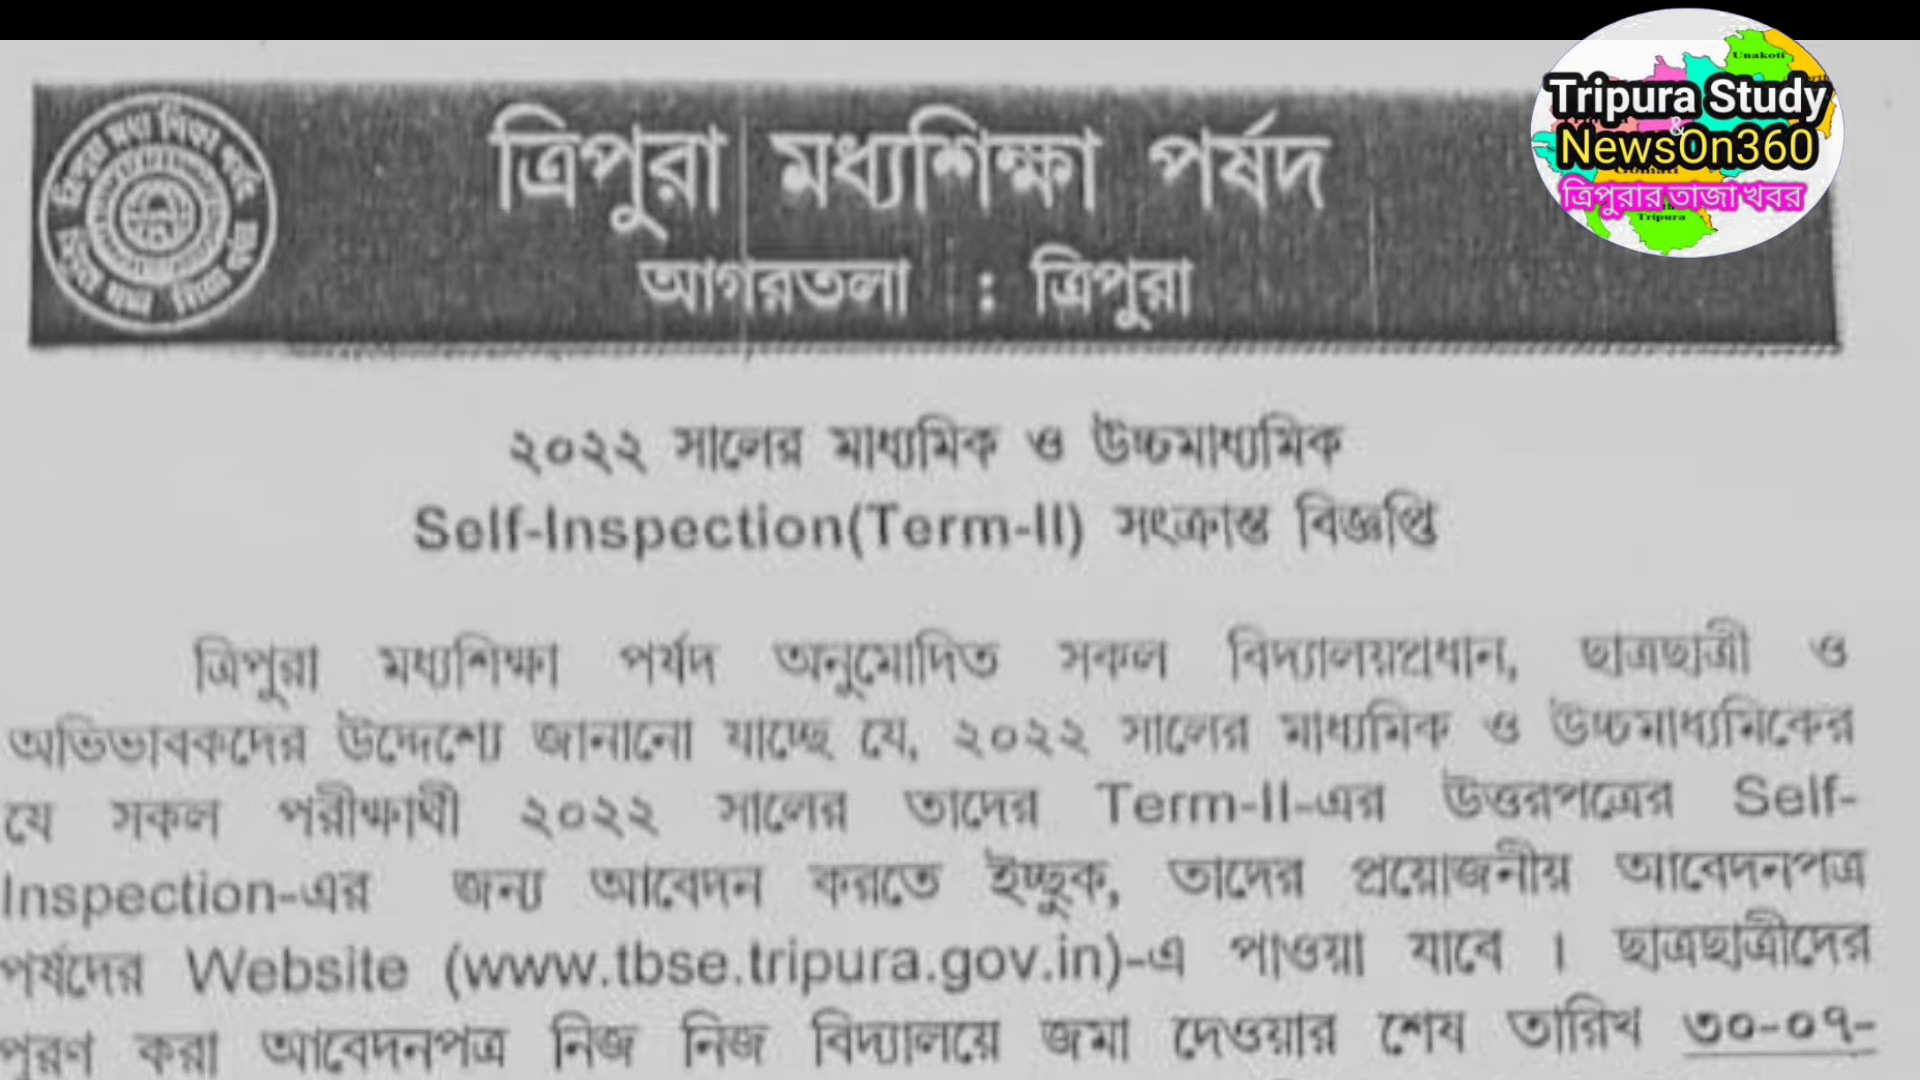 ত্রিপুরা মধ্যশিক্ষা পর্ষদ
আগরতলা : ত্রিপুরা
Unakoti
Tripura Study
&
NewsOn360
Gomati
ত্রিপুরার তাজা খবর
Tripura
২০২২ সালের মাধ্যমিক ও উচ্চমাধ্যমিক
Self-Inspection(Term-II) সংক্রান্ত বিজ্ঞপ্তি
ত্রিপুরা মধ্যশিক্ষা পর্ষদ অনুমোদিত সকল বিদ্যালয়প্রধান, ছাত্রছাত্রী ও
অভিভাবকদের উদ্দেশ্যে জানানো যাচ্ছে যে, ২০২২ সালের মাধ্যমিক ও উচ্চমাধ্যমিকের
যে সকল পরীক্ষার্থী ২০২২ সালের তাদের Term-II-এর উত্তরপত্রের Self-
Inspection-এর জন্য আবেদন করতে ইচ্ছুক, তাদের প্রয়োজনীয় আবেদনপত্র
পর্ষদের Website (www.tbse.tripura.gov.in)-এ পাওয়া যাবে । ছাত্রছাত্রীদের
পূরণ করা আবেদনপত্র নিজ নিজ বিদ্যালয়ে জমা দেওয়ার শেষ তারিখ ৩০-০৭-